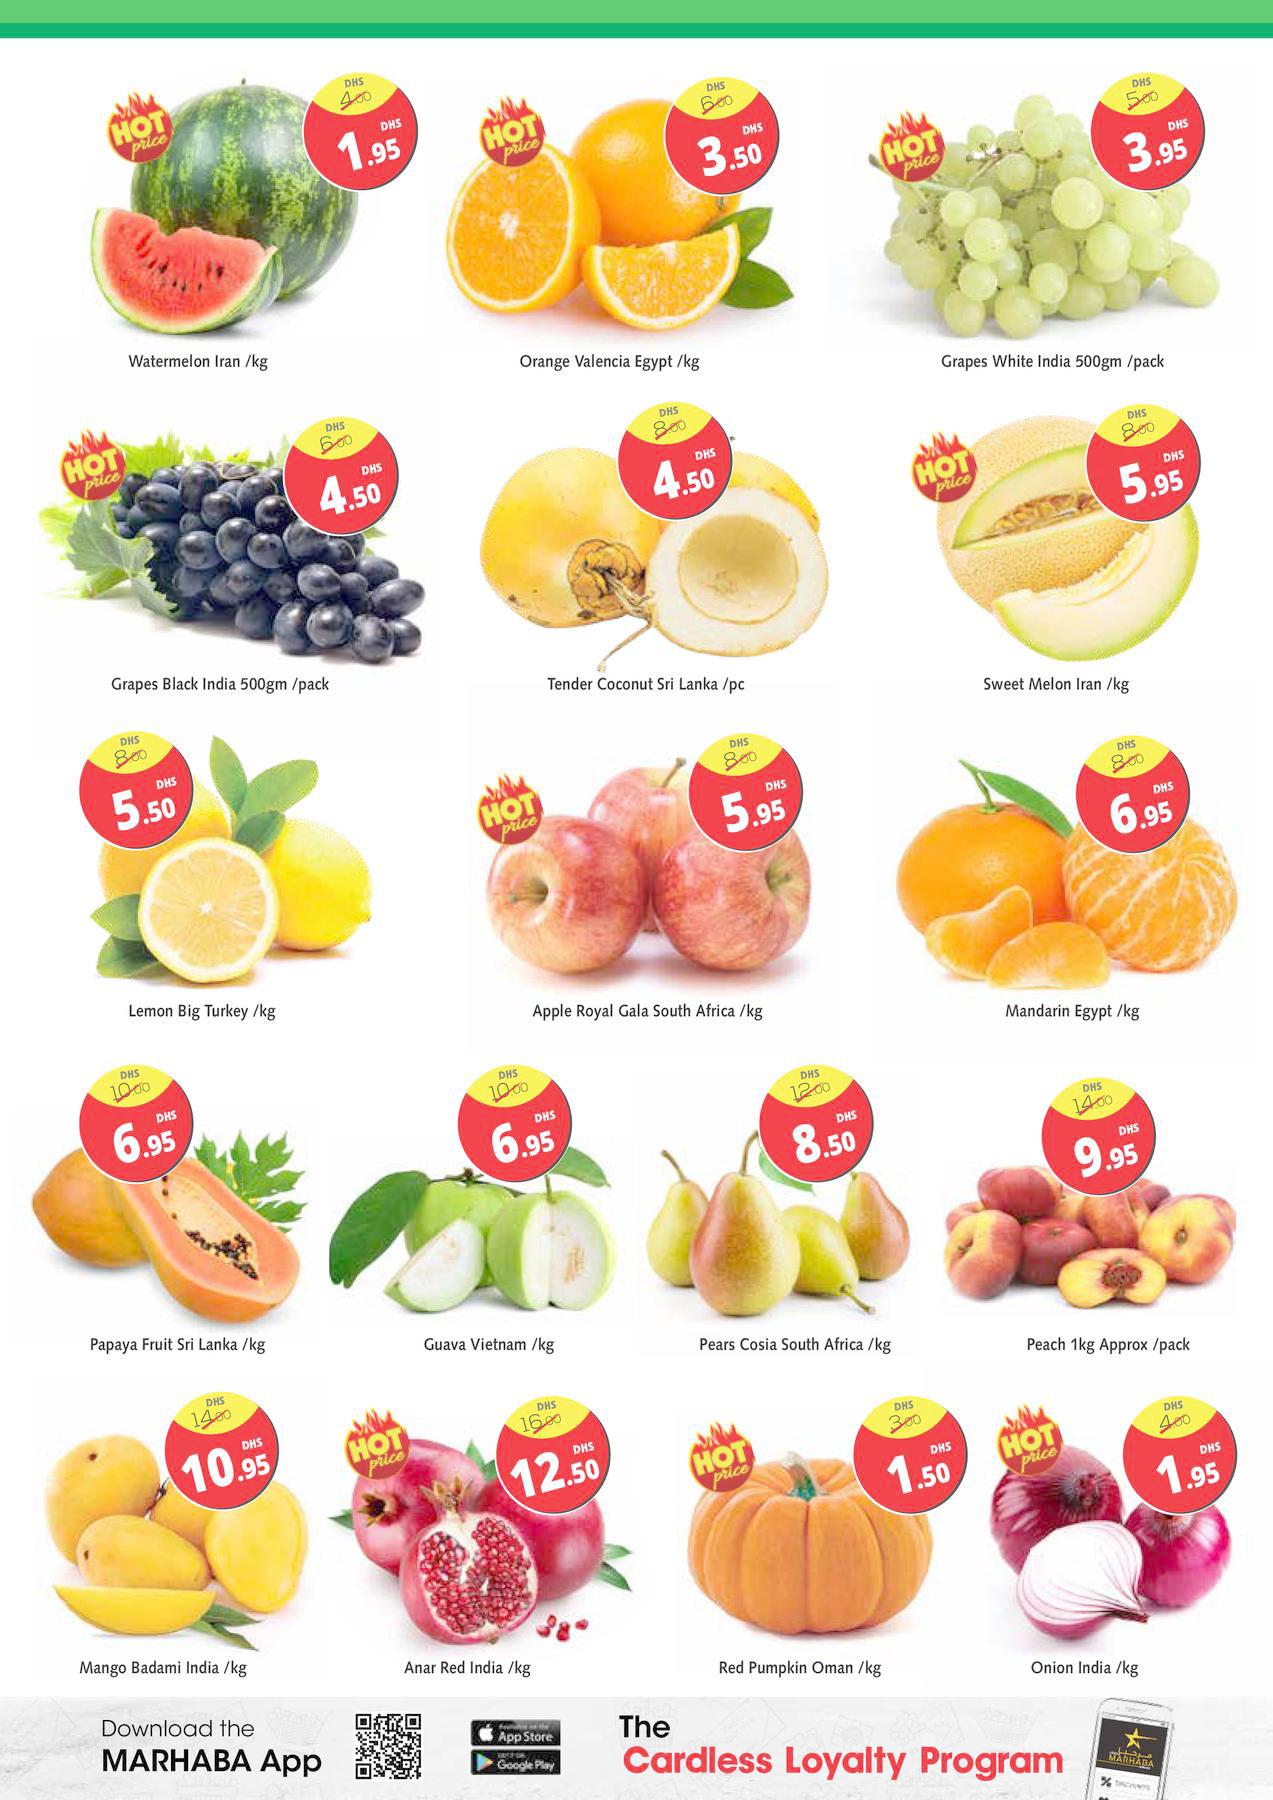 HOT price
DHS 4.00
DHS 1.95
Watermelon Iran /kg
HOT price
DHS 6.00
DHS 3.50
Orange Valencia Egypt /kg
HOT price
DHS 5.00
DHS 3.95
Grapes White India 500gm /pack
HOT price
DHS 6.00
DHS 4.50
Grapes Black India 500gm /pack
DHS 8.00
DHS 4.50
Tender Coconut Sri Lanka /pc
HOT price
DHS 8.00
DHS 5.95
Sweet Melon Iran /kg
DHS 8.00
DHS 5.50
Lemon Big Turkey /kg
HOT price
DHS 8.00
DHS 5.95
Apple Royal Gala South Africa /kg
DHS 8.00
DHS 6.95
Mandarin Egypt /kg
DHS 10.00
DHS 6.95
Papaya Fruit Sri Lanka /kg
DHS 10.00
DHS 6.95
Guava Vietnam /kg
DHS 12.00
DHS 8.50
Pears Cosia South Africa /kg
DHS 14.00
DHS 9.95
Peach 1kg Approx /pack
DHS 14.00
DHS 10.95
Mango Badami India /kg
HOT price
DHS 16.00
DHS 12.50
Anar Red India /kg
HOT price
DHS 3.00
DHS 1.50
Red Pumpkin Oman /kg
HOT price
DHS 4.00
DHS 1.95
Onion India /kg
Download the
MARHABA App
Available on the
App Store
GET IT ON
Google Play
The
Cardless Loyalty Program
مرحبا
MARHABA
% DISCOUNTS